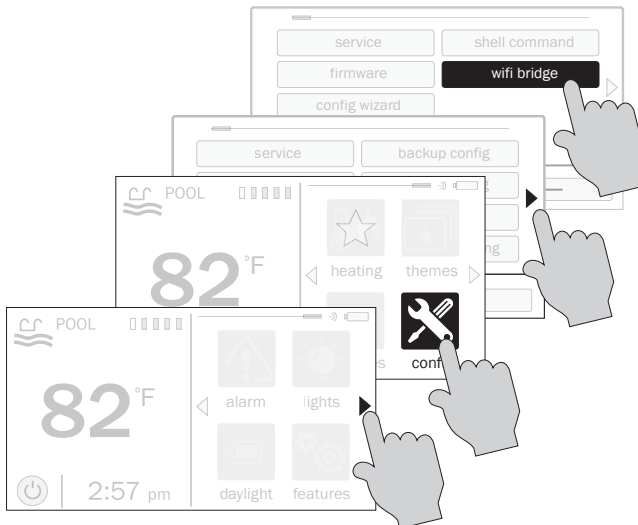 service
shell command
firmware
wifi bridge
config wizard
service
backup config
POOL
82°F
heating
themes
conf
POOL
82°F
alarm
lights
daylight
features
2:57 pm